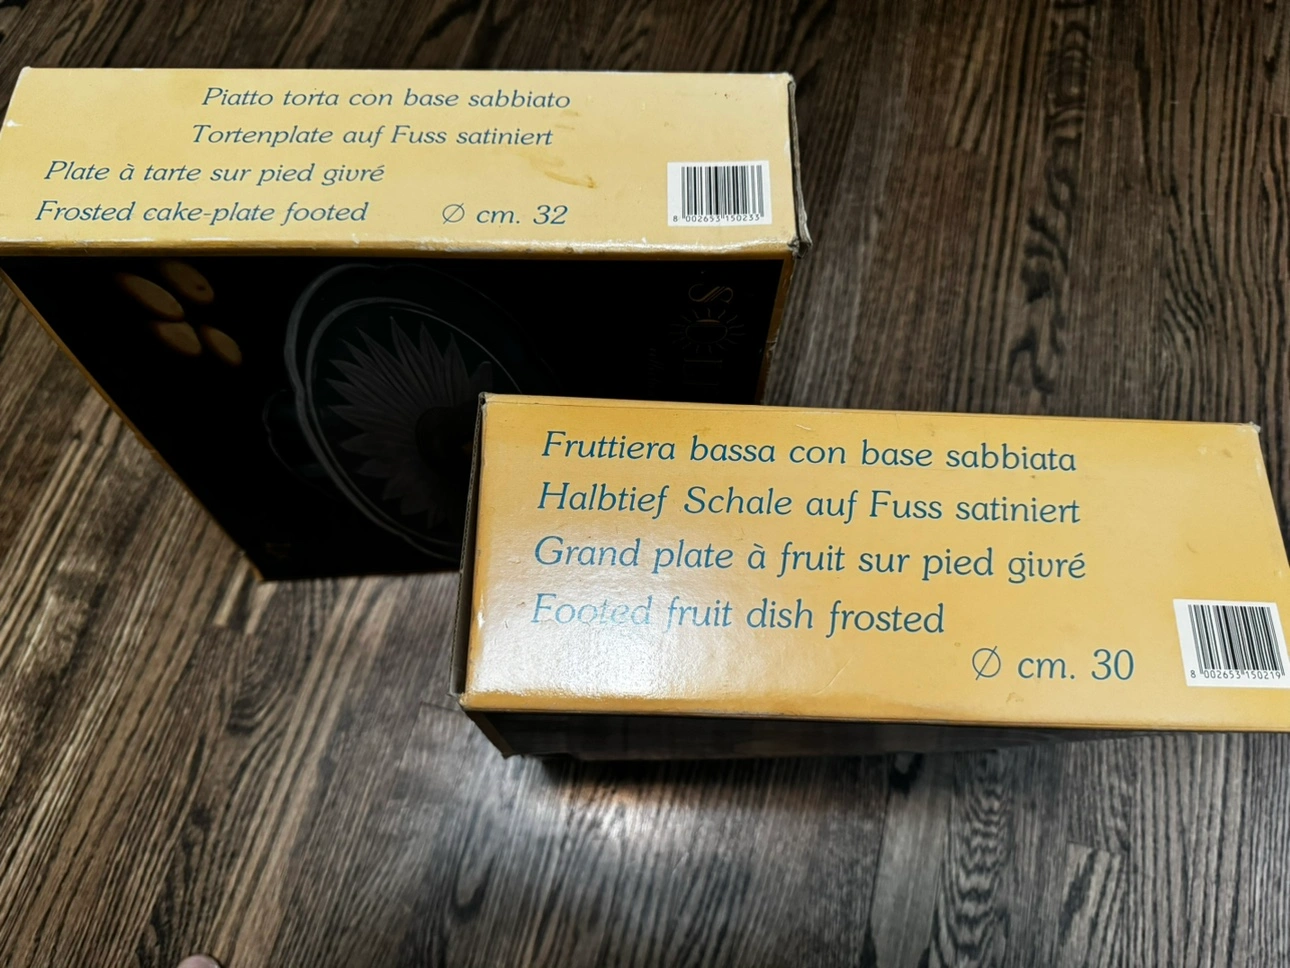 Piatto torta con base sabbiato
Tortenplate auf Fuss satiniert
Plate à tarte sur pied givré
Frosted cake-plate footed Ø cm. 32
8 002653 150233
Fruttiera bassa con base sabbiata
Halbtief Schale auf Fuss satiniert
Grand plate à fruit sur pied givré
Footed fruit dish frosted
Ø cm. 30
8 002653 150219